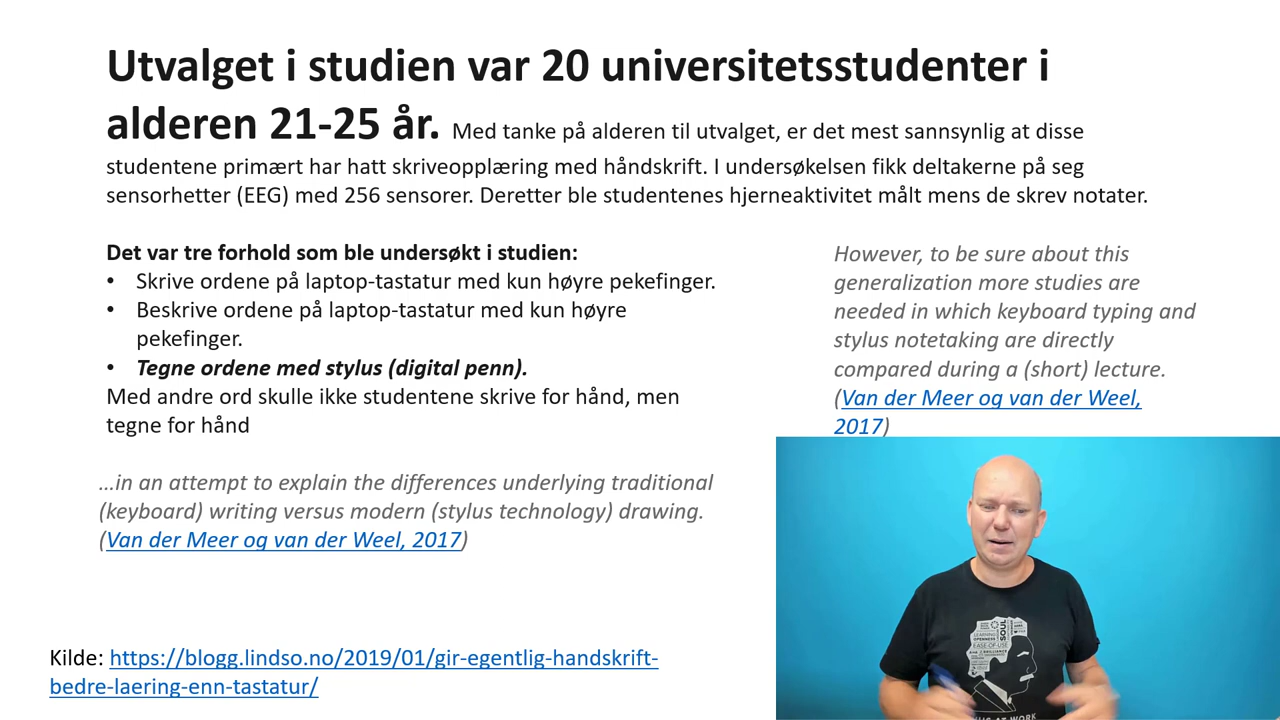 Utvalget i studien var 20 universitetsstudenter i
alderen 21-25 år. Med tanke på alderen til utvalget, er det mest sannsynlig at disse
studentene primært har hatt skriveopplæring med håndskrift. I undersøkelsen fikk deltakerne på seg
sensorhetter (EEG) med 256 sensorer. Deretter ble studentenes hjerneaktivitet målt mens de skrev notater.
Det var tre forhold som ble undersøkt i studien:
• Skrive ordene på laptop-tastatur med kun høyre pekefinger.
• Beskrive ordene på laptop-tastatur med kun høyre
pekefinger.
• Tegne ordene med stylus (digital penn).
Med andre ord skulle ikke studentene skrive for hånd, men
tegne for hånd
...in an attempt to explain the differences underlying traditional
(keyboard) writing versus modern (stylus technology) drawing.
(Van der Meer og van der Weel, 2017)
However, to be sure about this
generalization more studies are
needed in which keyboard typing and
stylus notetaking are directly
compared during a (short) lecture.
(Van der Meer og van der Weel,
2017)
Kilde: https://blogg.lindso.no/2019/01/gir-egentlig-handskrift-
bedre-laering-enn-tastatur/
LEARNING
OPENNESS
EASE-OF-USE
SOUL
AT WORK